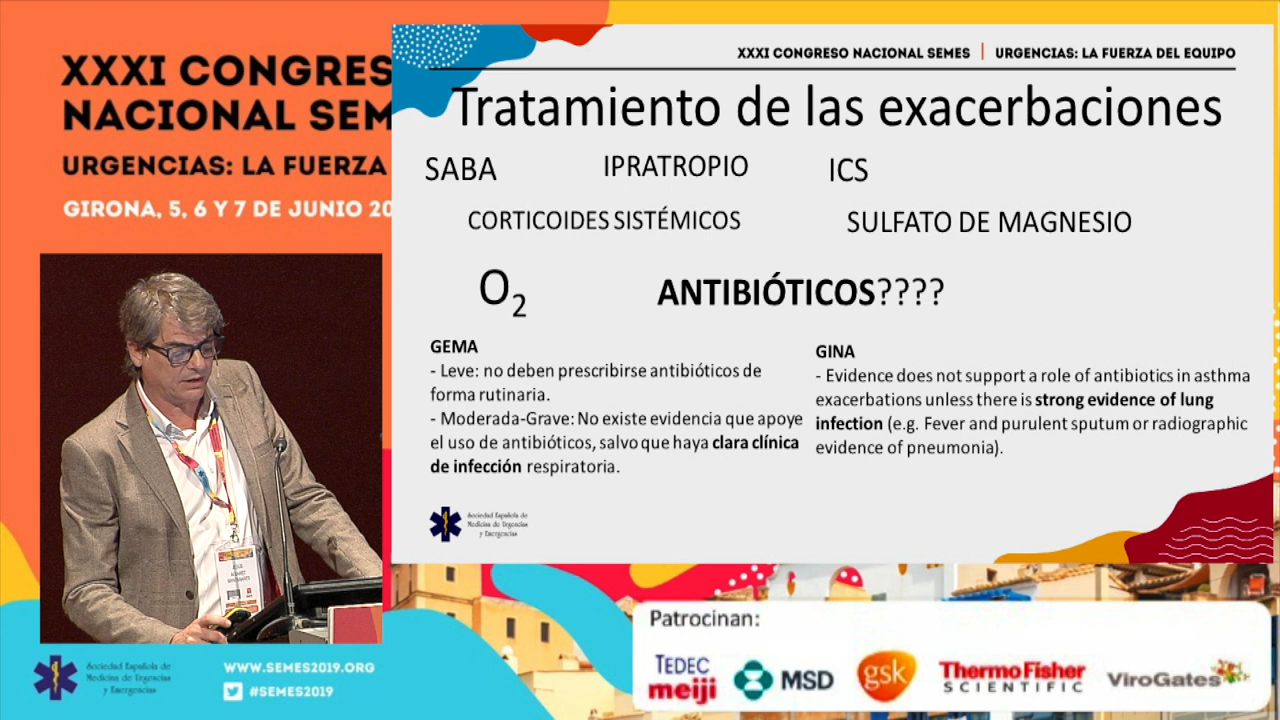 XXXI CONGRES
NACIONAL SEM
URGENCIAS: LA FUERZA
GIRONA, 5, 6 Y 7 DE JUNIO 20
XXXI CONGRESO NACIONAL SEMES | URGENCIAS: LA FUERZA DEL EQUIPO
Tratamiento de las exacerbaciones
SABA IPRATROPIO ICS
CORTICOIDES SISTÉMICOS SULFATO DE MAGNESIO
O2 ANTIBIÓTICOS????
GEMA
- Leve: no deben prescribirse antibióticos de
forma rutinaria.
- Moderada-Grave: No existe evidencia que apoye
el uso de antibióticos, salvo que haya clara clínica
de infección respiratoria.
GINA
- Evidence does not support a role of antibiotics in asthma
exacerbations unless there is strong evidence of lung
infection (e.g. Fever and purulent sputum or radiographic
evidence of pneumonia).
Sociedad Española de
Medicina de Urgencias
y Emergencias
Sociedad Española de
Medicina de Urgencias
y Emergencias
WWW.SEMES2019.ORG
#SEMES2019
Patrocinan:
TEDEC
meiji
MSD
gsk
ThermoFisher
SCIENTIFIC
ViroGates